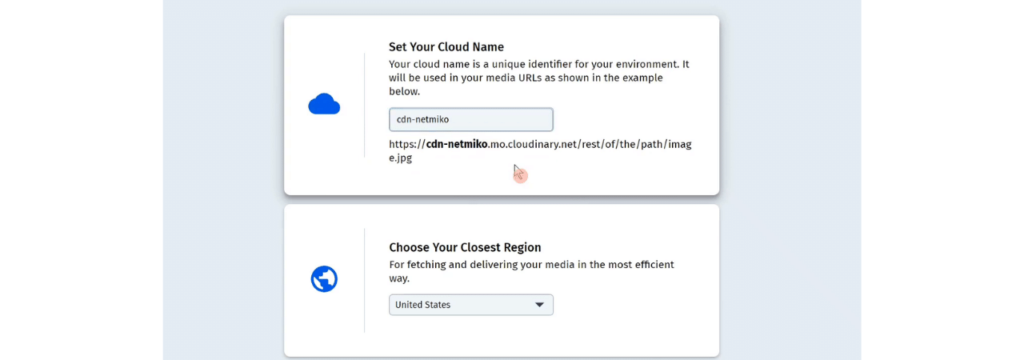 Set Your Cloud Name
Your cloud name is a unique identifier for your environment. It
will be used in your media URLs as shown in the example
below.
cdn-netmiko
https://cdn-netmiko.mo.cloudinary.net/rest/of/the/path/imag
e.jpg
Choose Your Closest Region
For fetching and delivering your media in the most efficient
way.
United States